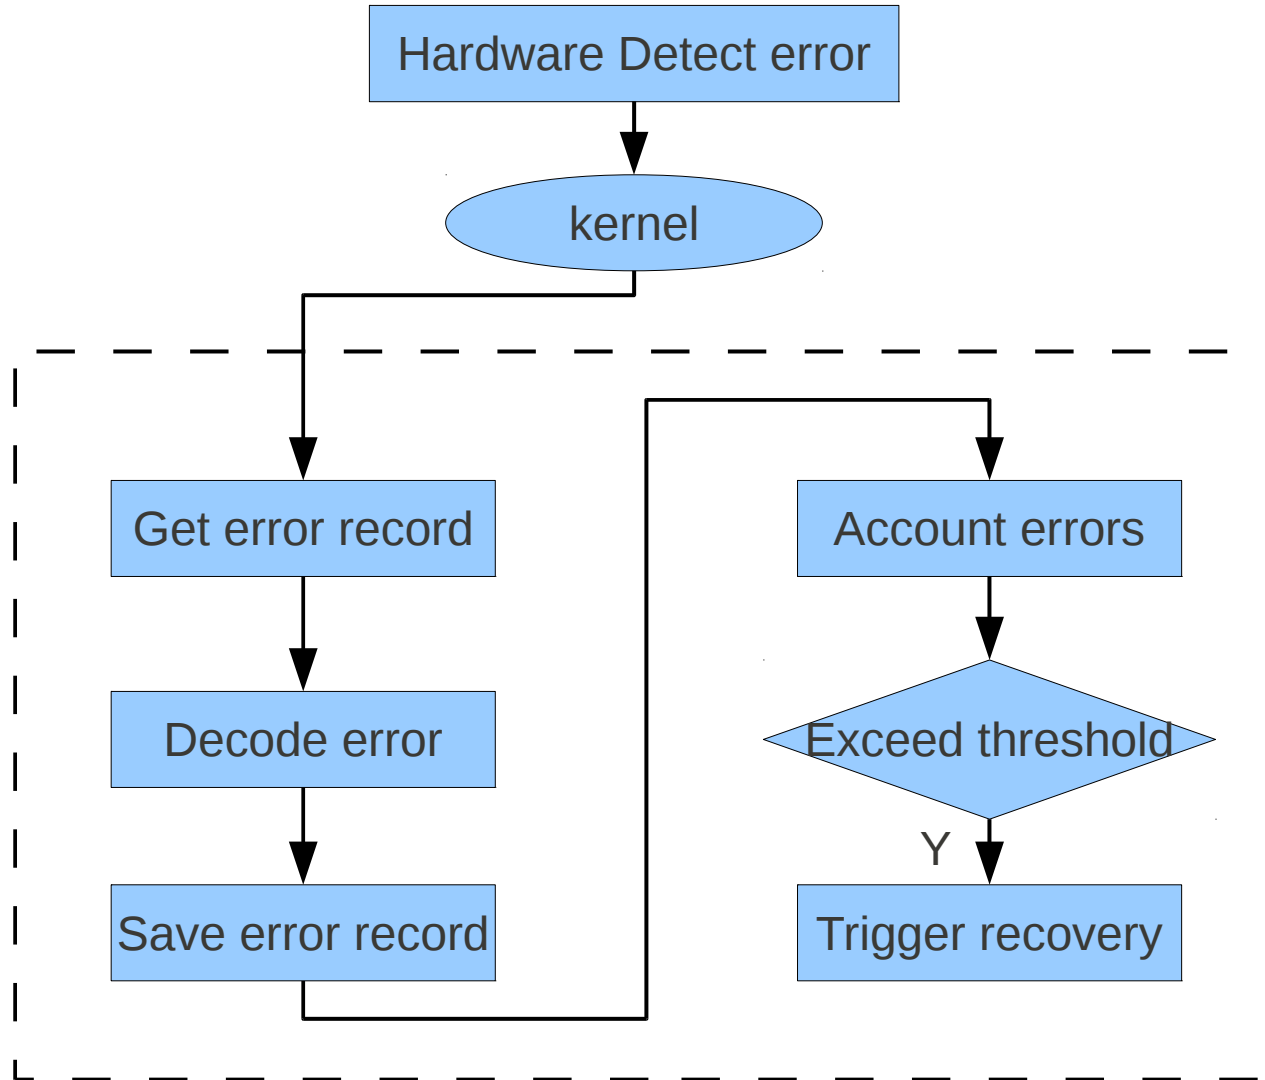 Hardware Detect error
kernel
Get error record
Decode error
Save error record
Account errors
Exceed threshold
Y
Trigger recovery